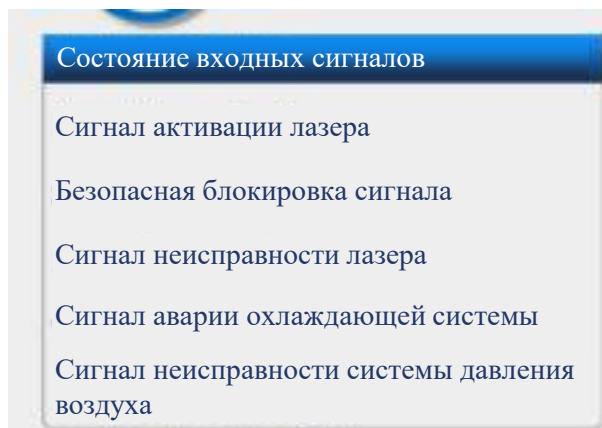 Состояние входных сигналов
Сигнал активации лазера
Безопасная блокировка сигнала
Сигнал неисправности лазера
Сигнал аварии охлаждающей системы
Сигнал неисправности системы давления
воздуха